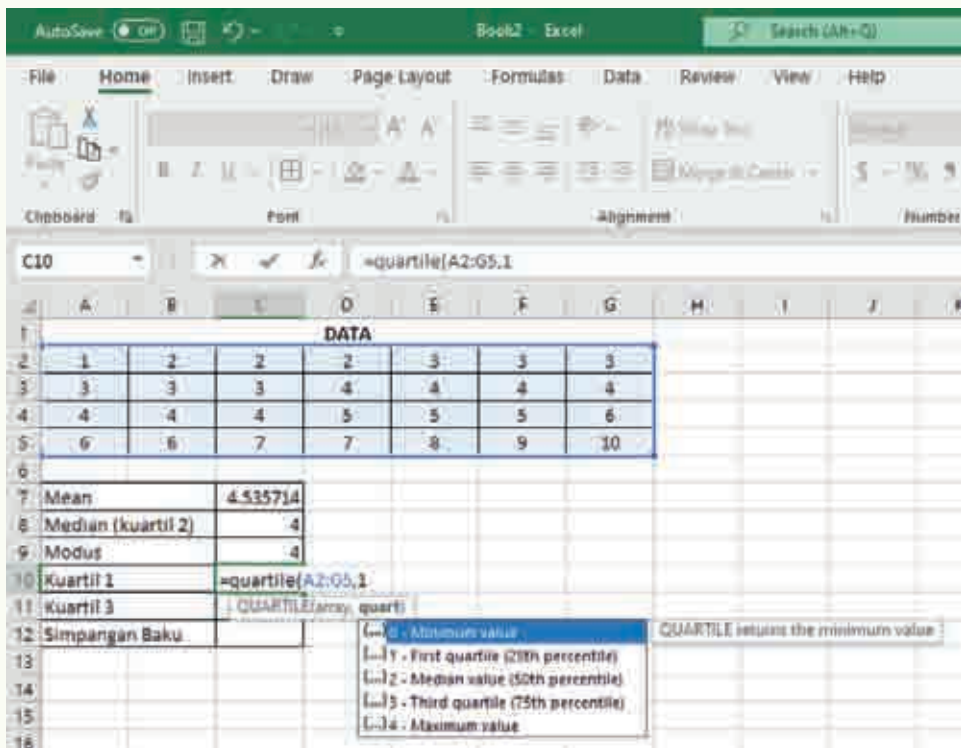 AutoSave Off Book2 - Excel Search (Alt+Q)
File Home Insert Draw Page Layout Formulas Data Review View Help
B I U Merge & Center $ % 9
Clipboard Font Alignment Number
C10 fx =quartile(A2:G5,1
A B C D E F G H I J K
1 DATA
2 1 2 2 2 3 3 3
3 3 3 3 4 4 4 4
4 4 4 4 5 5 5 6
5 6 6 7 7 8 9 10
6
7 Mean 4.535714
8 Median (kuartil 2) 4
9 Modus 4
10 Kuartil 1 =quartile(A2:G5,1
11 Kuartil 3 QUARTILE(array, quart)
12 Simpangan Baku (...) 0 - Minimum value QUARTILE returns the minimum value
13 (...) 1 - First quartile (25th percentile)
14 (...) 2 - Median value (50th percentile)
15 (...) 3 - Third quartile (75th percentile)
16 (...) 4 - Maximum value